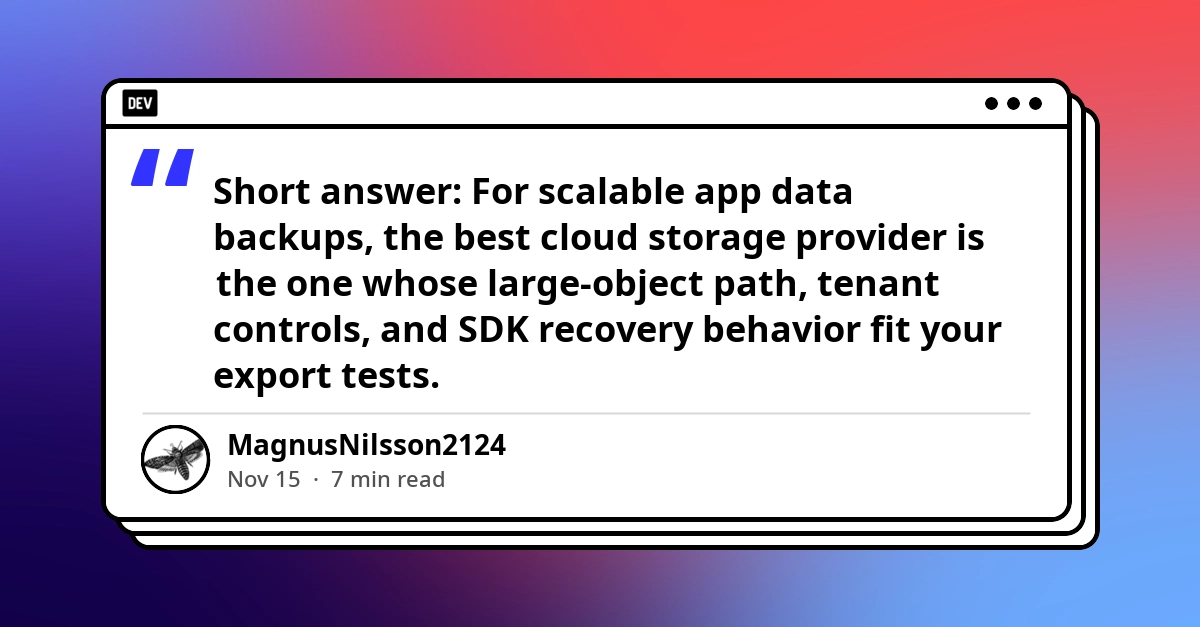 DEV
“
Short answer: For scalable app data
backups, the best cloud storage provider is
the one whose large-object path, tenant
controls, and SDK recovery behavior fit your
export tests.
MagnusNilsson2124
Nov 15 · 7 min read